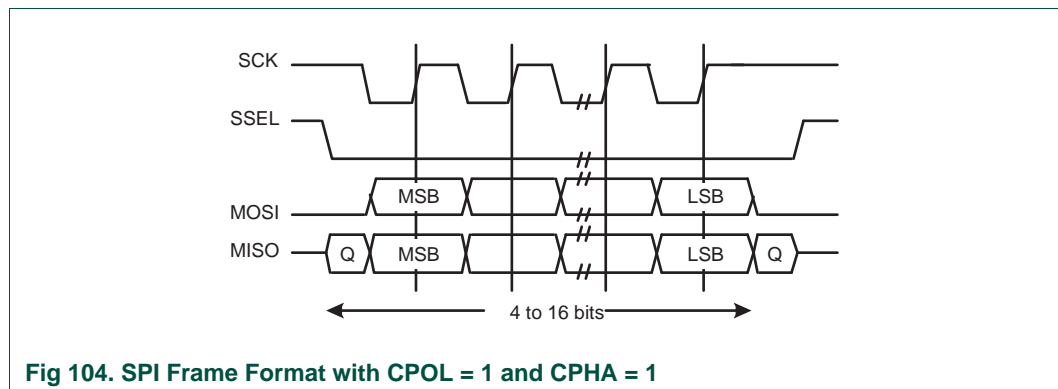 SCK
SSEL
MOSI
MSB
LSB
MISO
Q
MSB
LSB
Q
4 to 16 bits
Fig 104. SPI Frame Format with CPOL = 1 and CPHA = 1